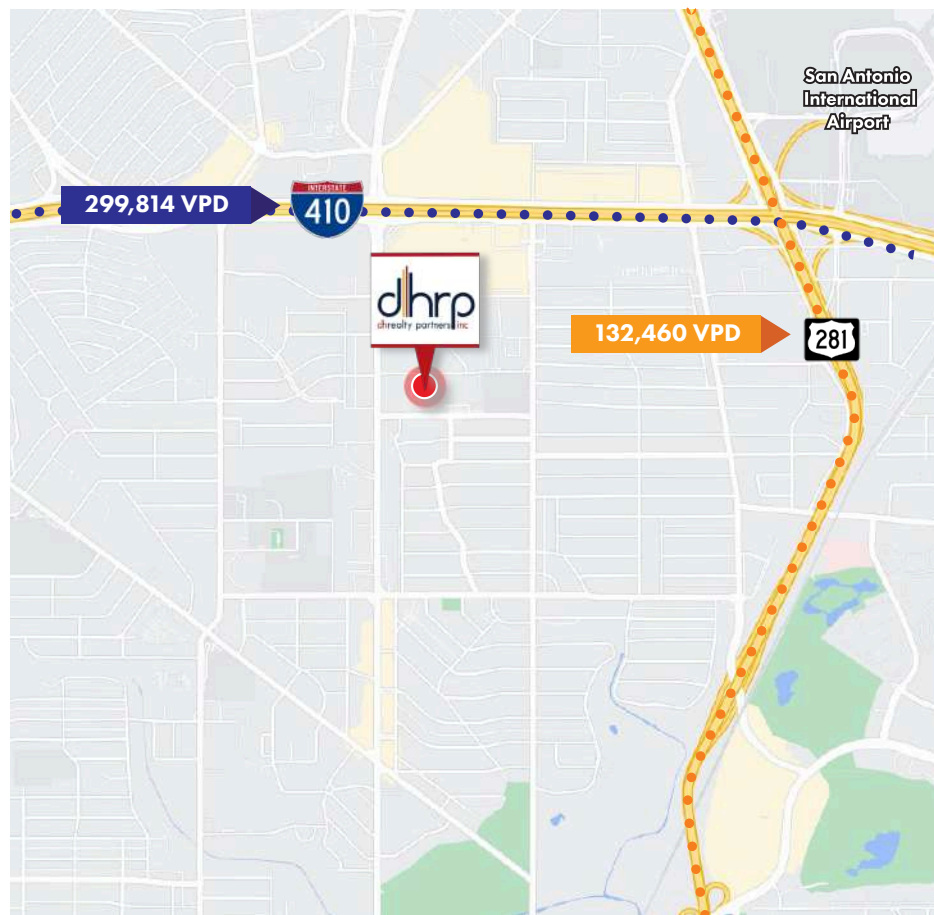 San Antonio
International
Airport
299,814 VPD
INTERSTATE
410
dhrp
dhrealty partners inc
132,460 VPD
281